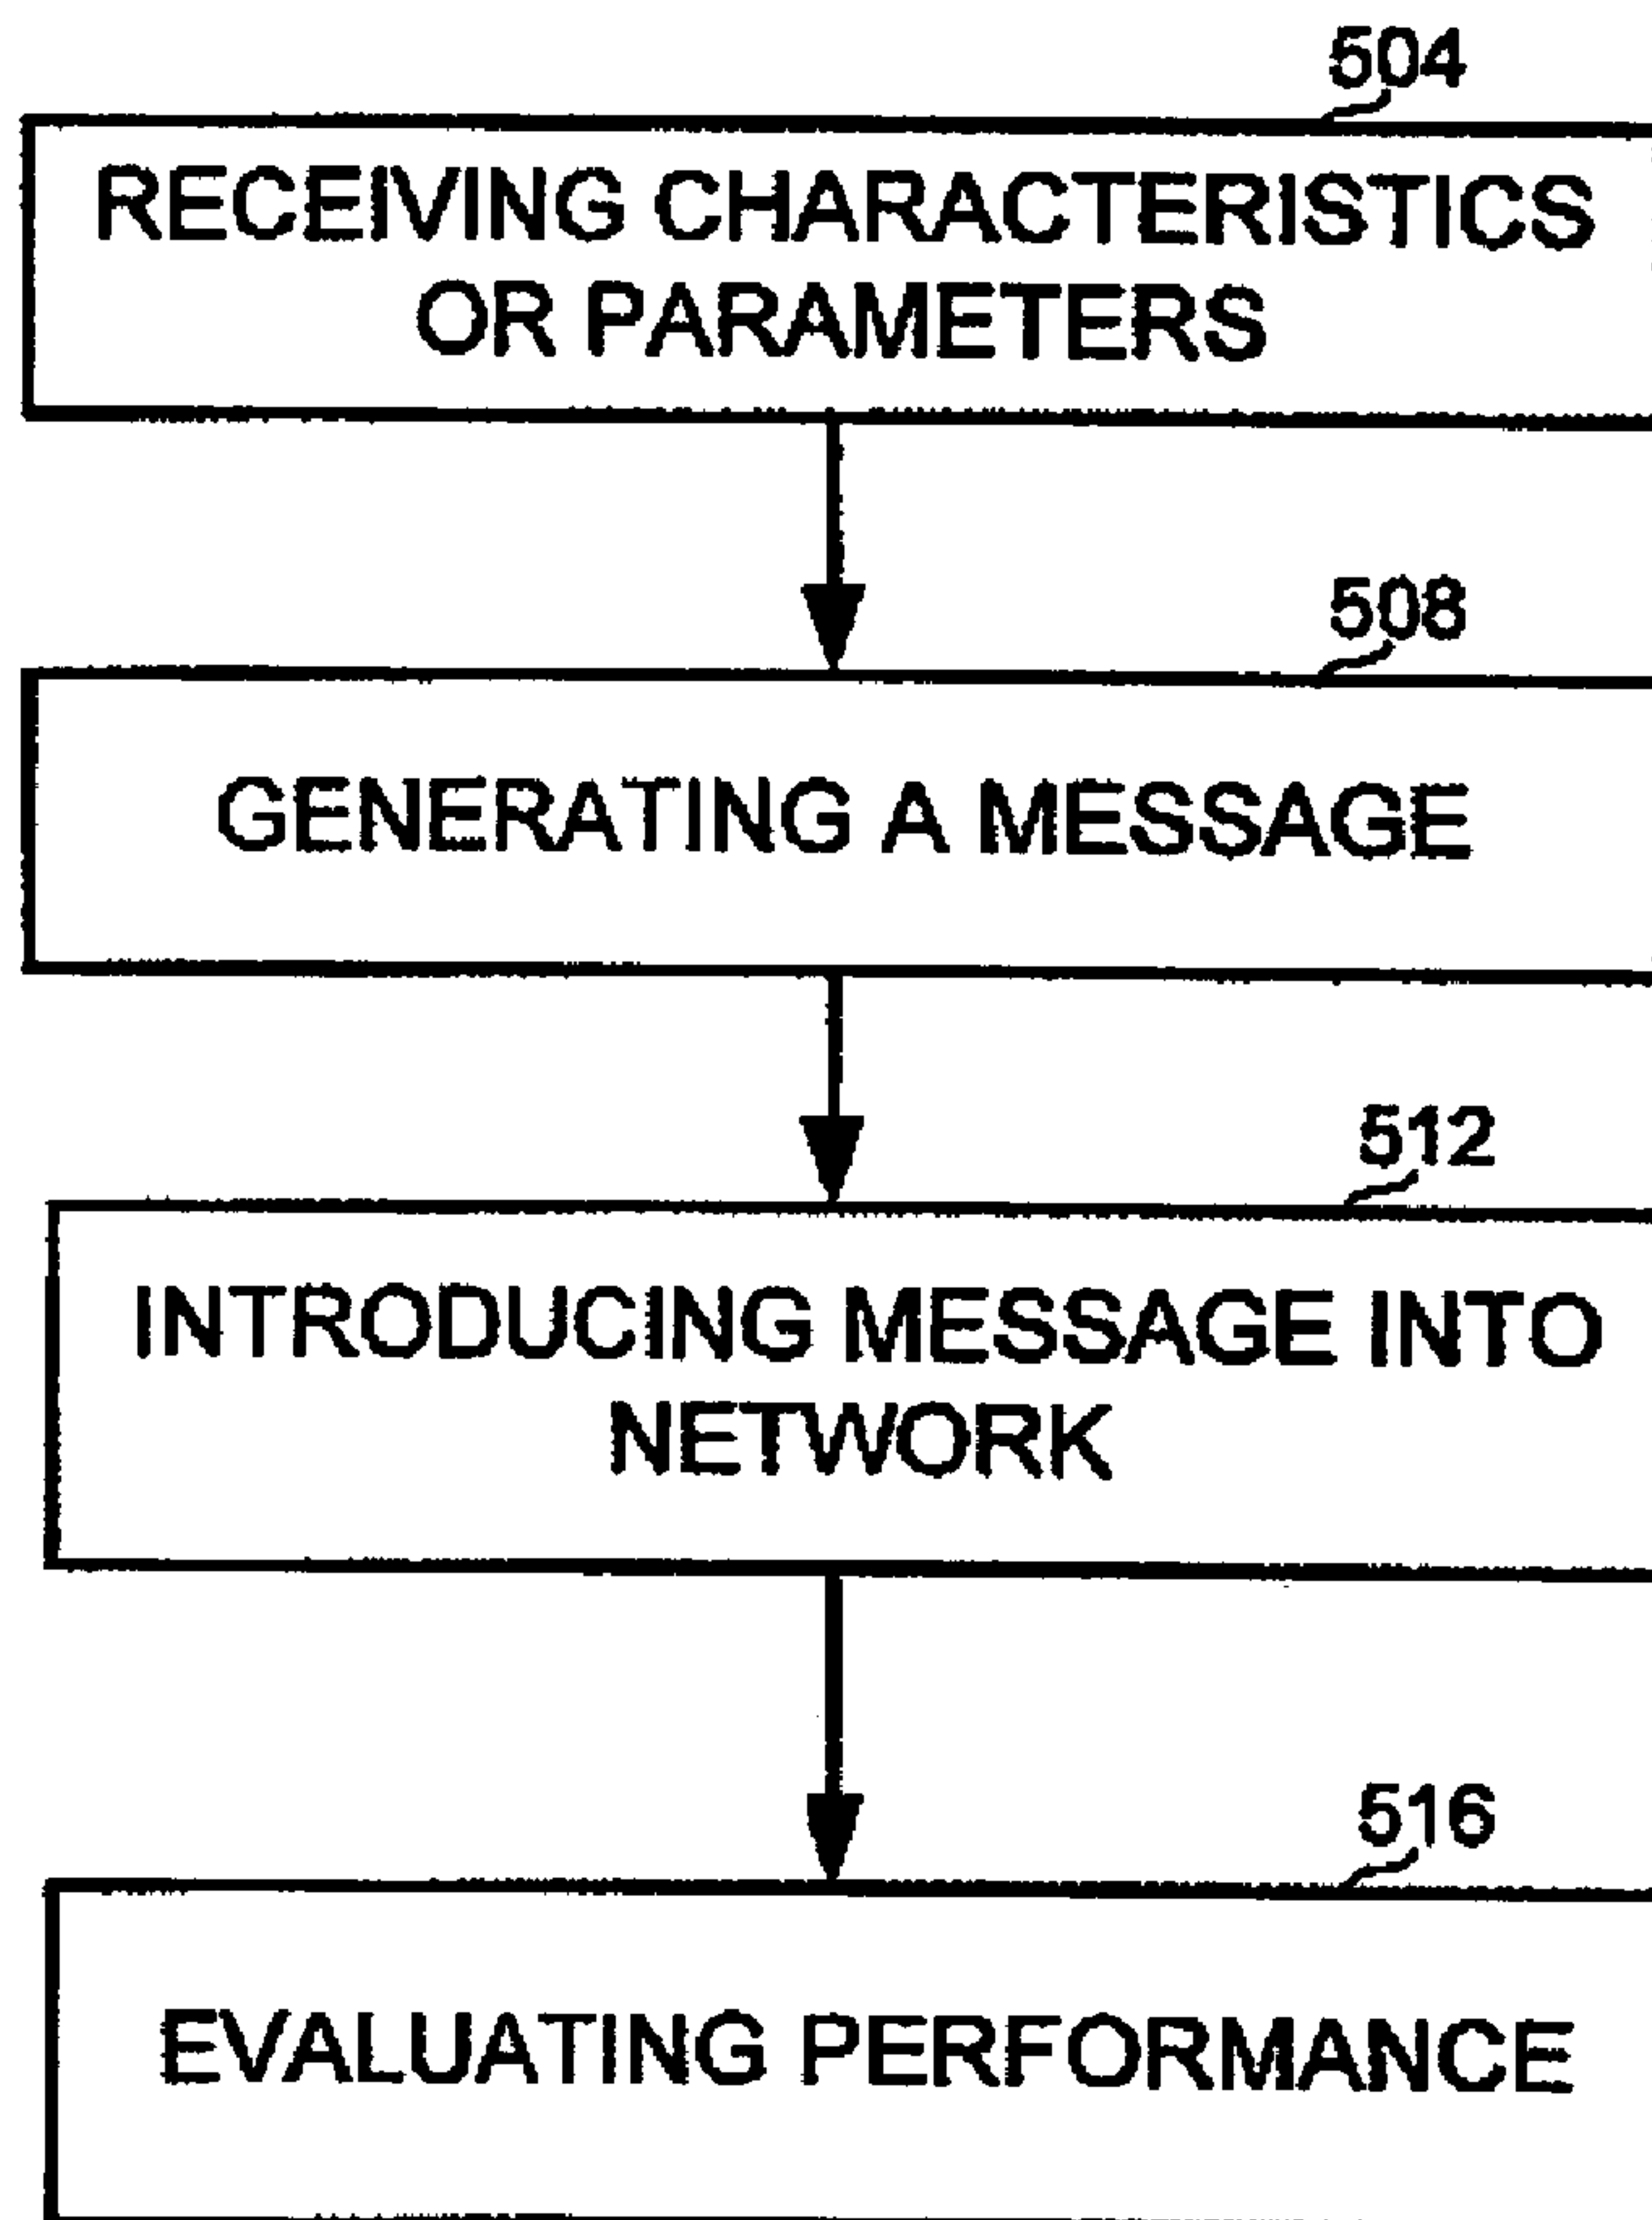 504
RECEIVING CHARACTERISTICS
OR PARAMETERS
508
GENERATING A MESSAGE
512
INTRODUCING MESSAGE INTO
NETWORK
516
EVALUATING PERFORMANCE